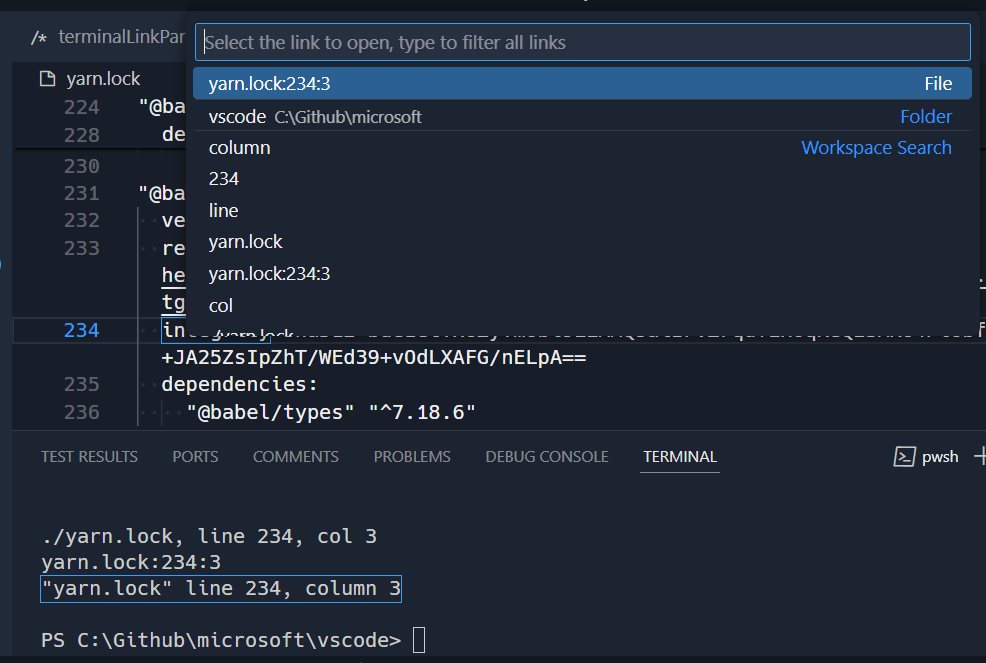 /* terminalLinkPar
Select the link to open, type to filter all links
yarn.lock
yarn.lock:234:3 File
vscode C:\Github\microsoft Folder
column Workspace Search
234
line
yarn.lock
yarn.lock:234:3
col
./yarn.lock
224 "@ba
228 de
230
231 "@ba
232 ve
233 re
he
tg
234 in
+JA25ZsIpZhT/WEd39+vOdLXAFG/nELpA==
235 dependencies:
236 "@babel/types" "^7.18.6"
TEST RESULTS PORTS COMMENTS PROBLEMS DEBUG CONSOLE TERMINAL pwsh
./yarn.lock, line 234, col 3
yarn.lock:234:3
"yarn.lock" line 234, column 3
PS C:\Github\microsoft\vscode>